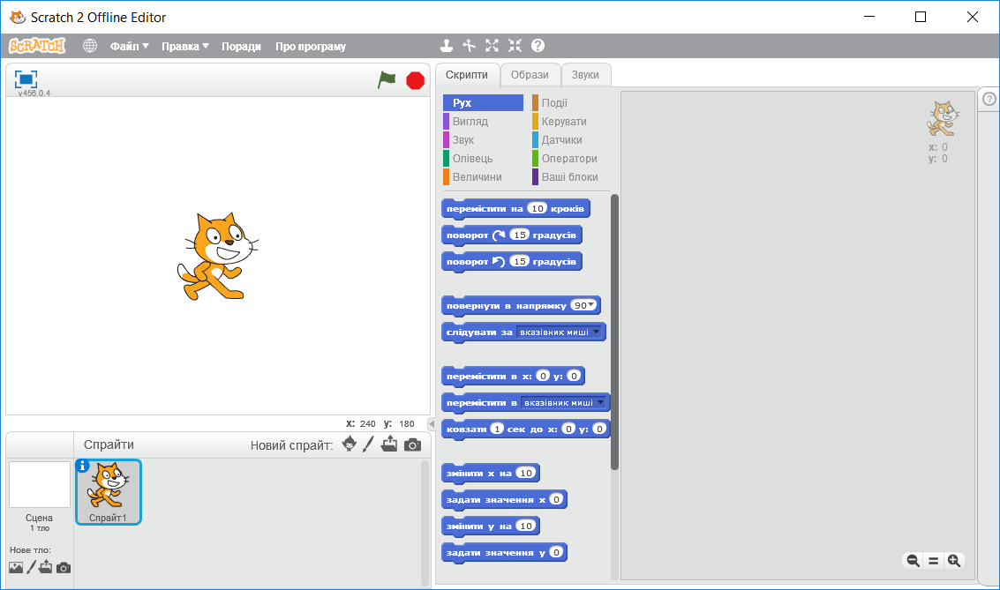 Scratch 2 Offline Editor
SCRATCH Файл Правка Поради Про програму
v456.0.4
Скрипти Образи Звуки
Рух Події
Вигляд Керувати
Звук Датчики
Олівець Оператори
Величини Ваші блоки
x: 0
y: 0
перемістити на 10 кроків
поворот 15 градусів
поворот 15 градусів
повернути в напрямку 90
слідувати за вказівник миші
перемістити в x: 0 y: 0
перемістити в вказівник миші
ковзати 1 сек до x: 0 y: 0
змінити x на 10
задати значення x 0
змінити y на 10
задати значення y 0
x: 240 y: 180
Спрайти Новий спрайт:
Сцена
1 тло
Спрайт1
Нове тло: